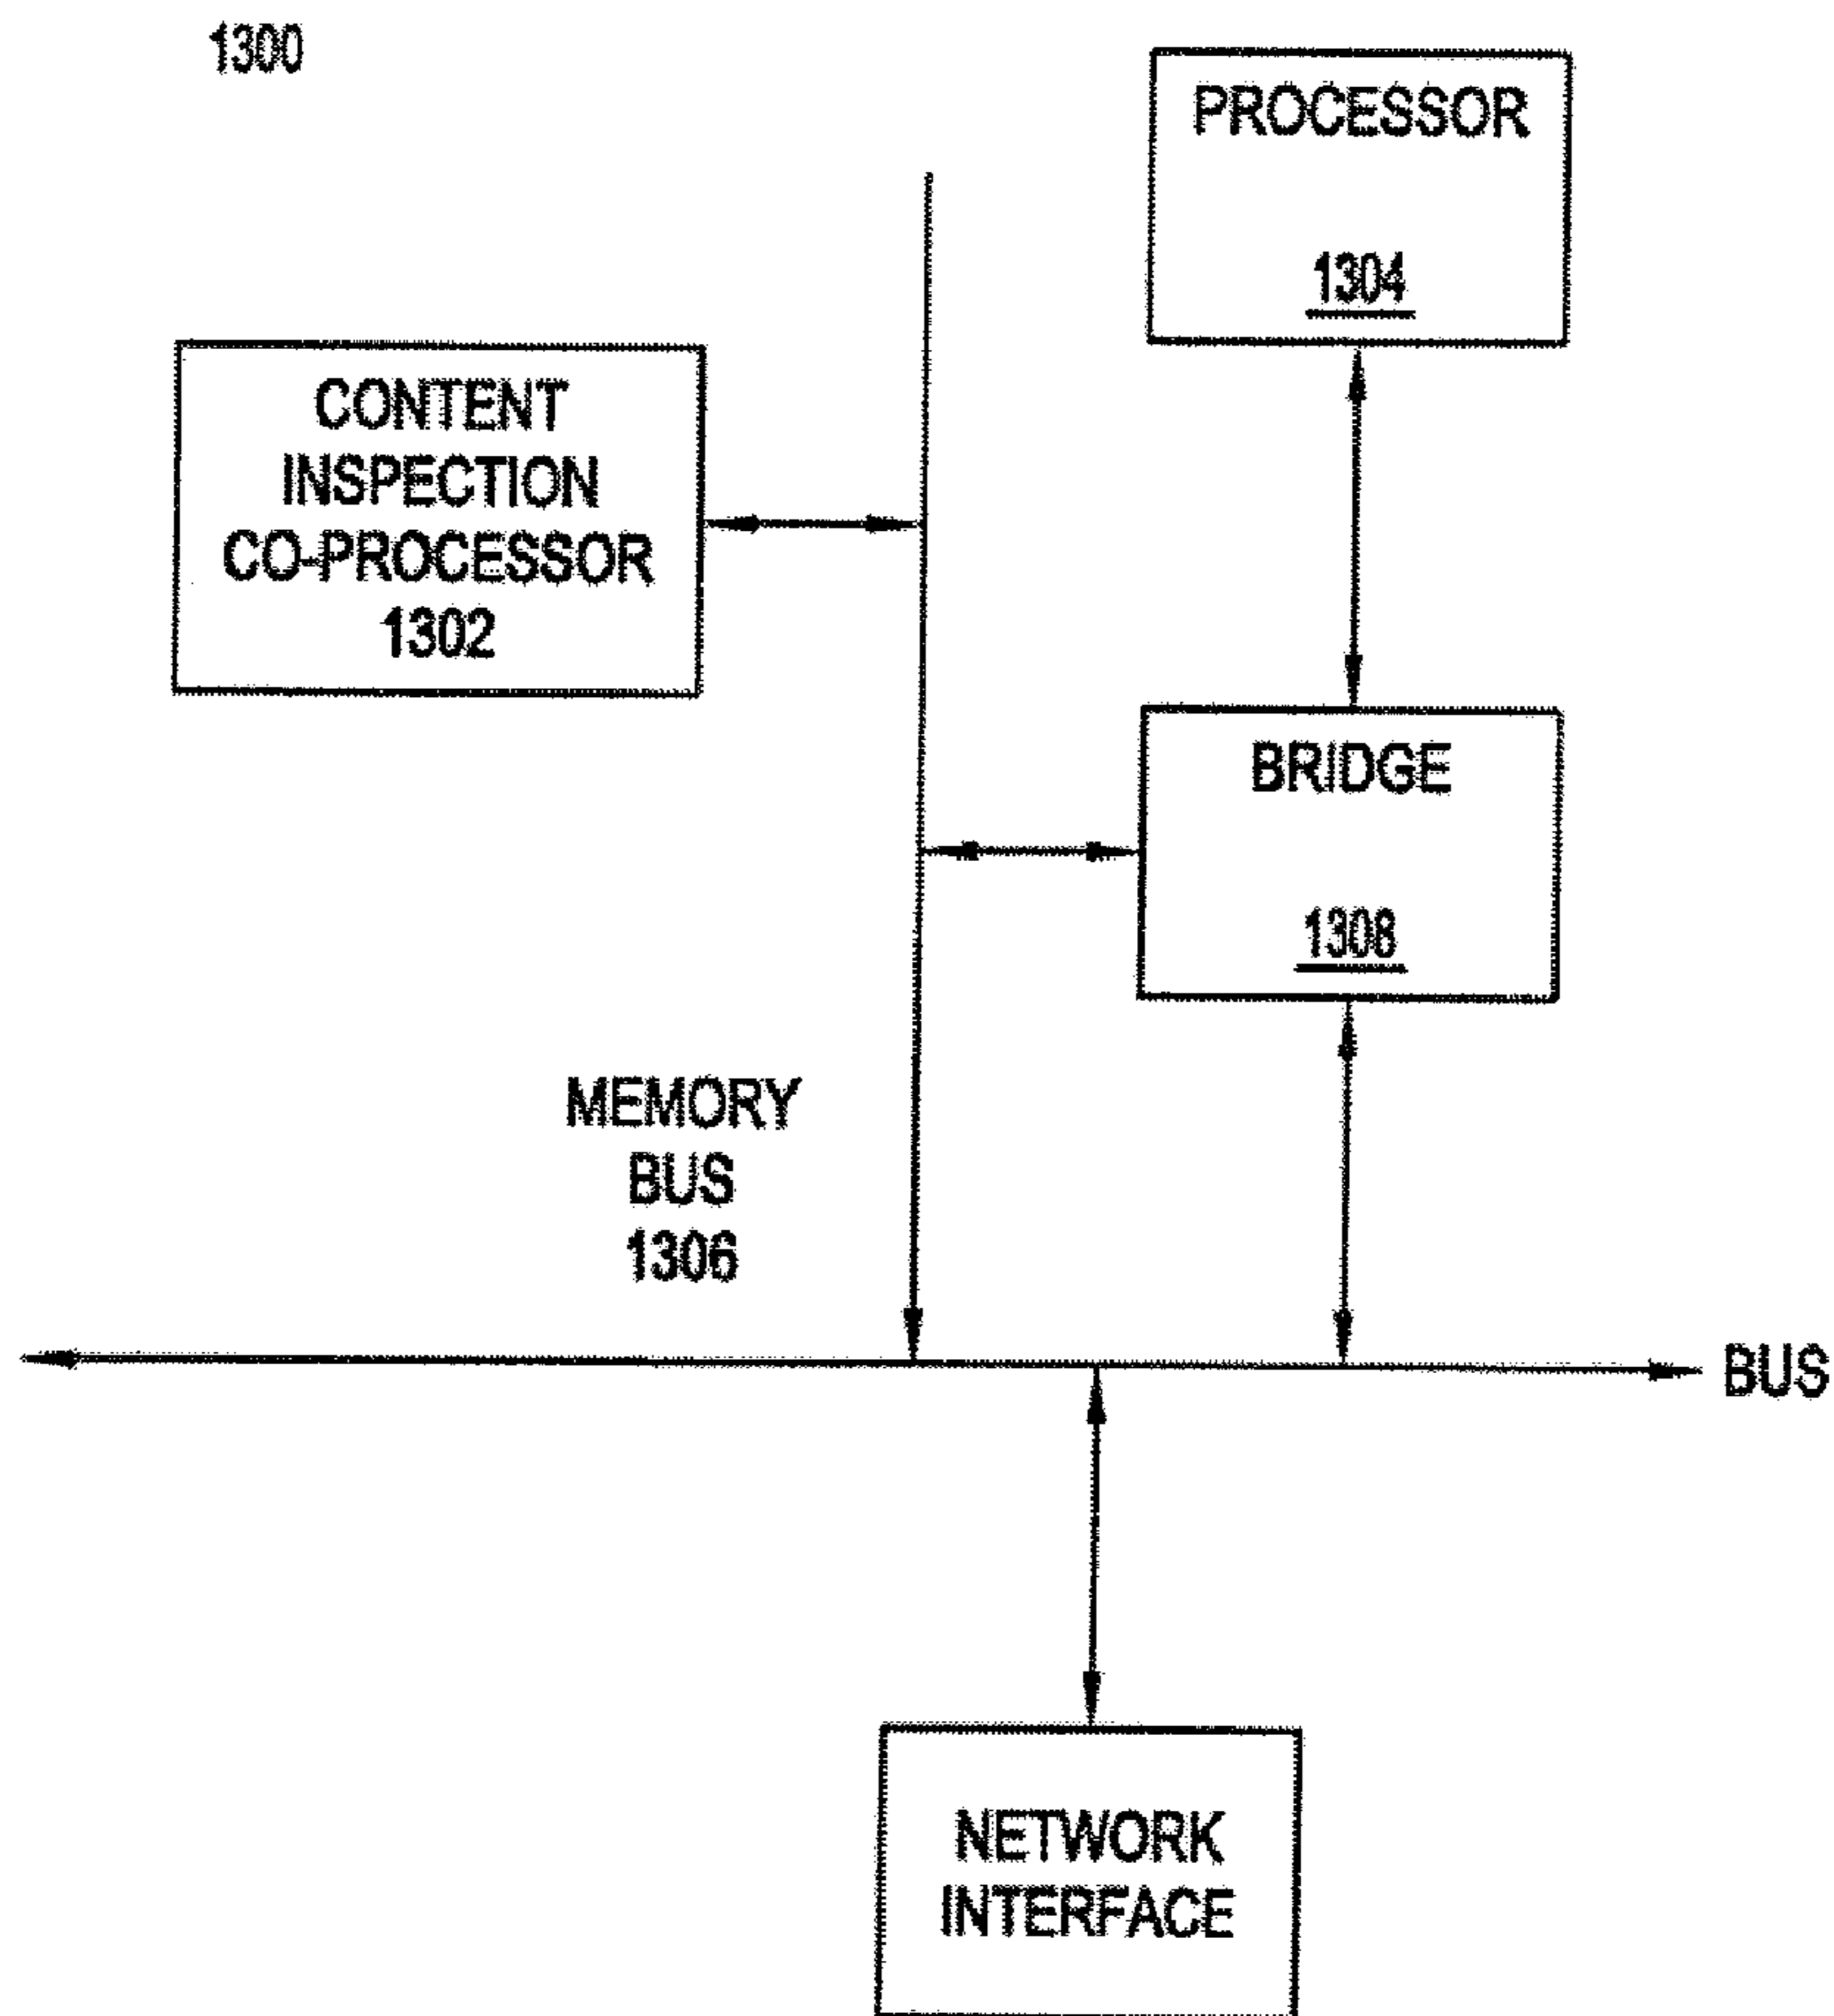 1300
PROCESSOR
1304
CONTENT
INSPECTION
CO-PROCESSOR
1302
BRIDGE
1308
MEMORY
BUS
1306
BUS
NETWORK
INTERFACE